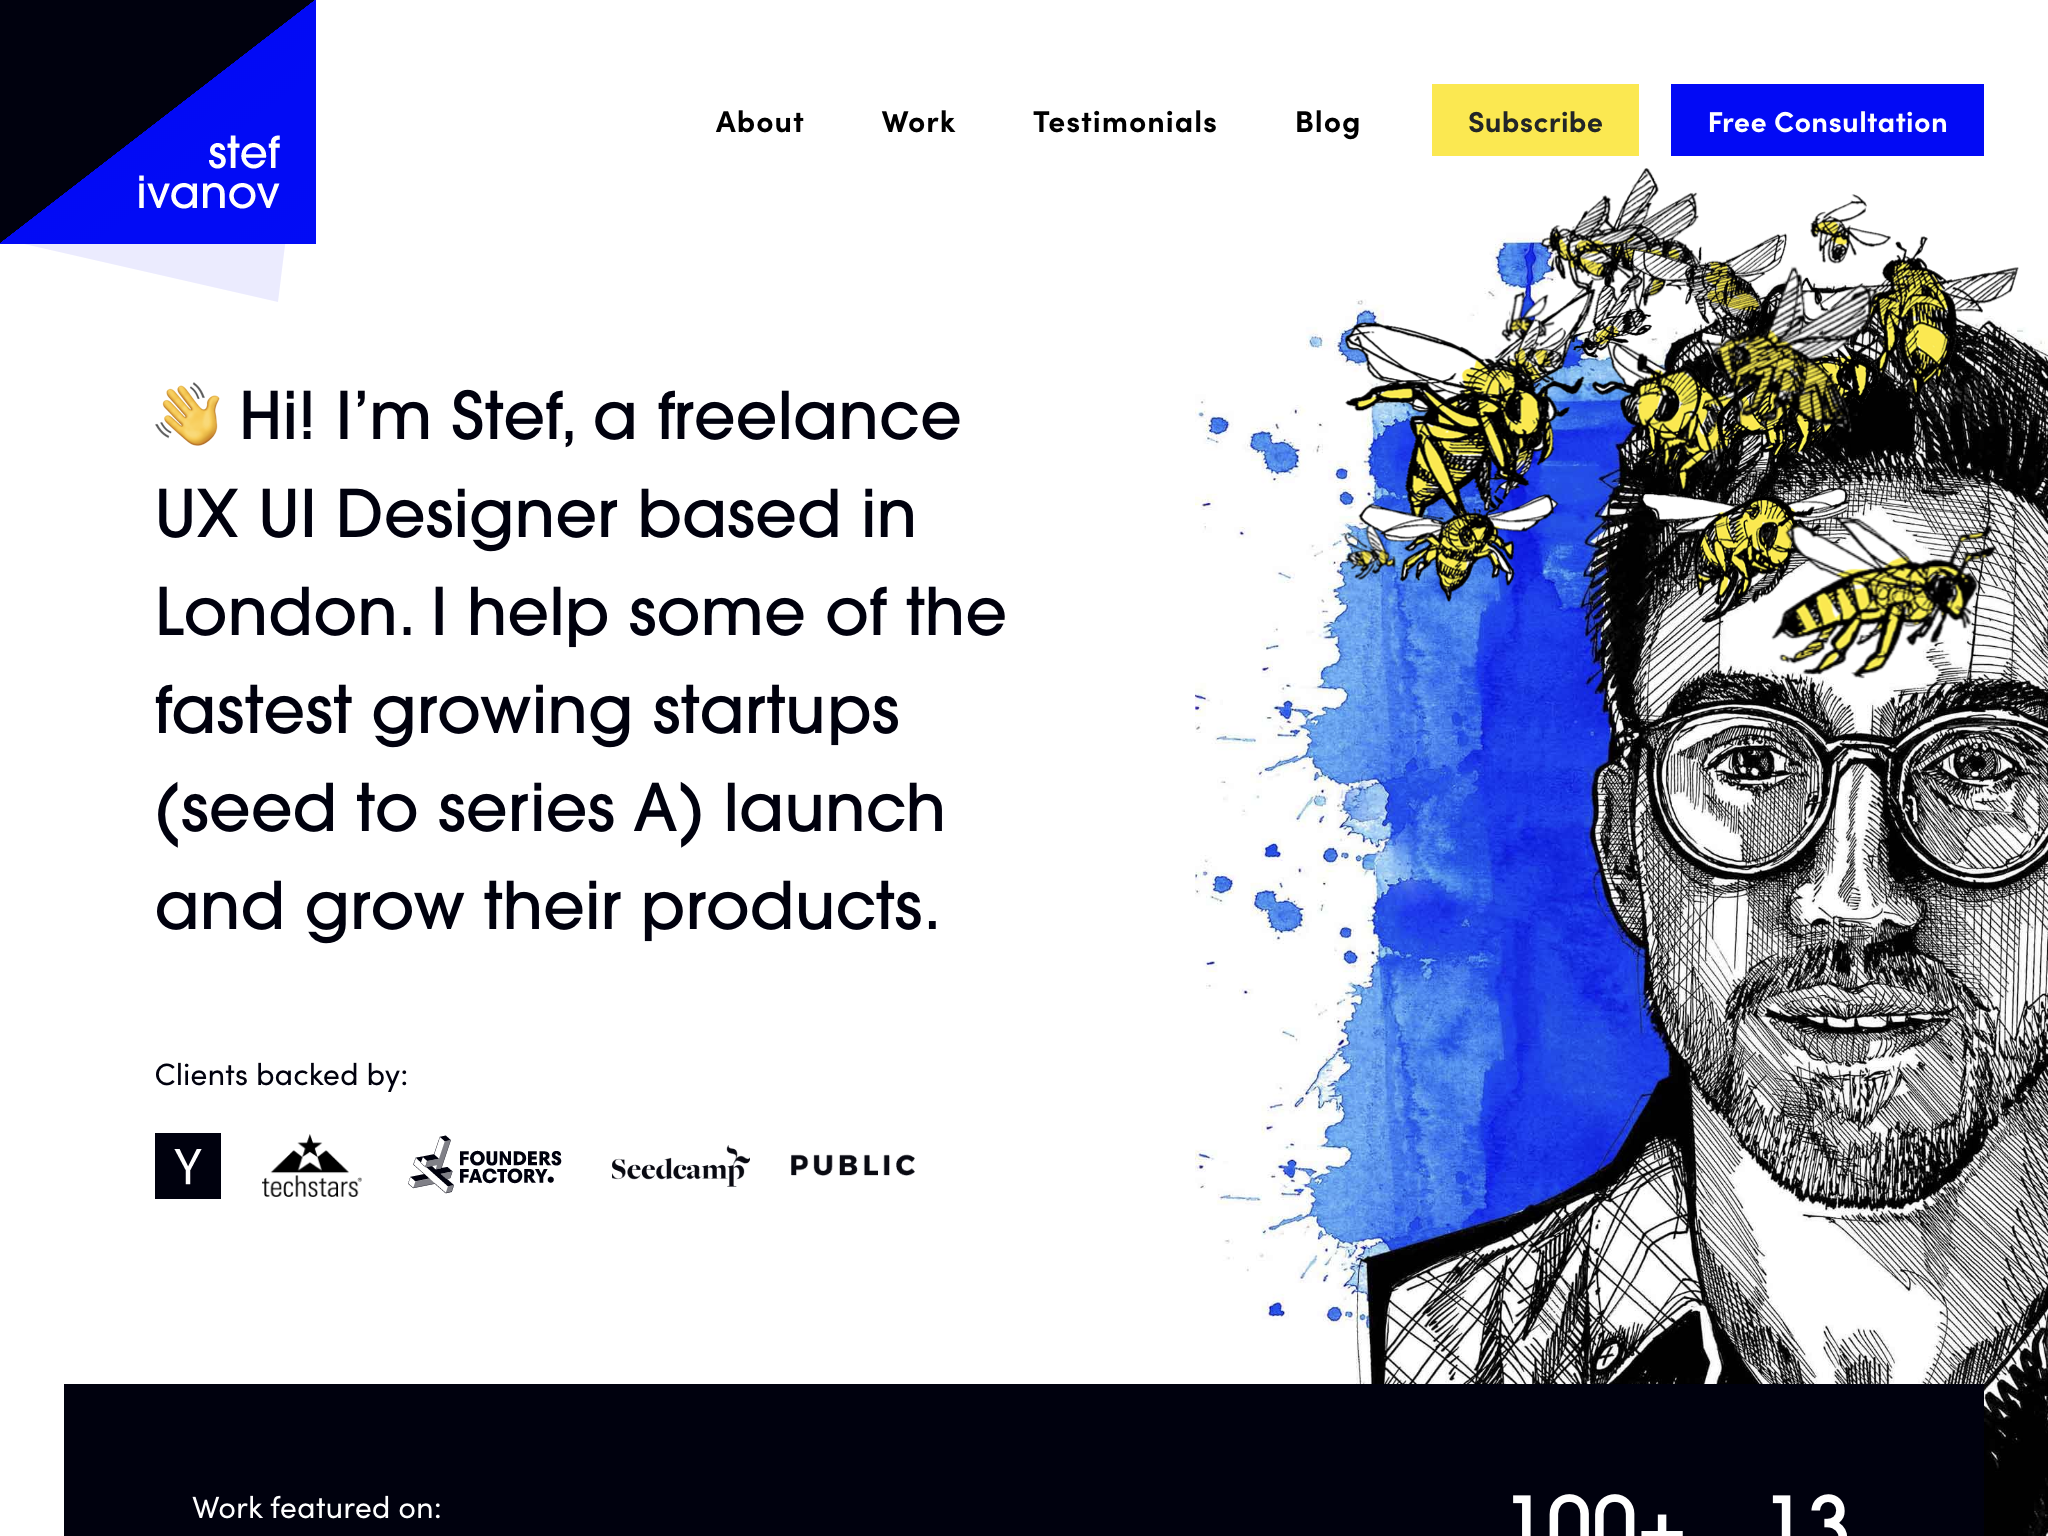 stef
ivanov
About Work Testimonials Blog Subscribe Free Consultation
👋 Hi! I’m Stef, a freelance
UX UI Designer based in
London. I help some of the
fastest growing startups
(seed to series A) launch
and grow their products.
Clients backed by:
Y
techstars
FOUNDERS
FACTORY.
Seedcamp
PUBLIC
Work featured on:
100+ 13